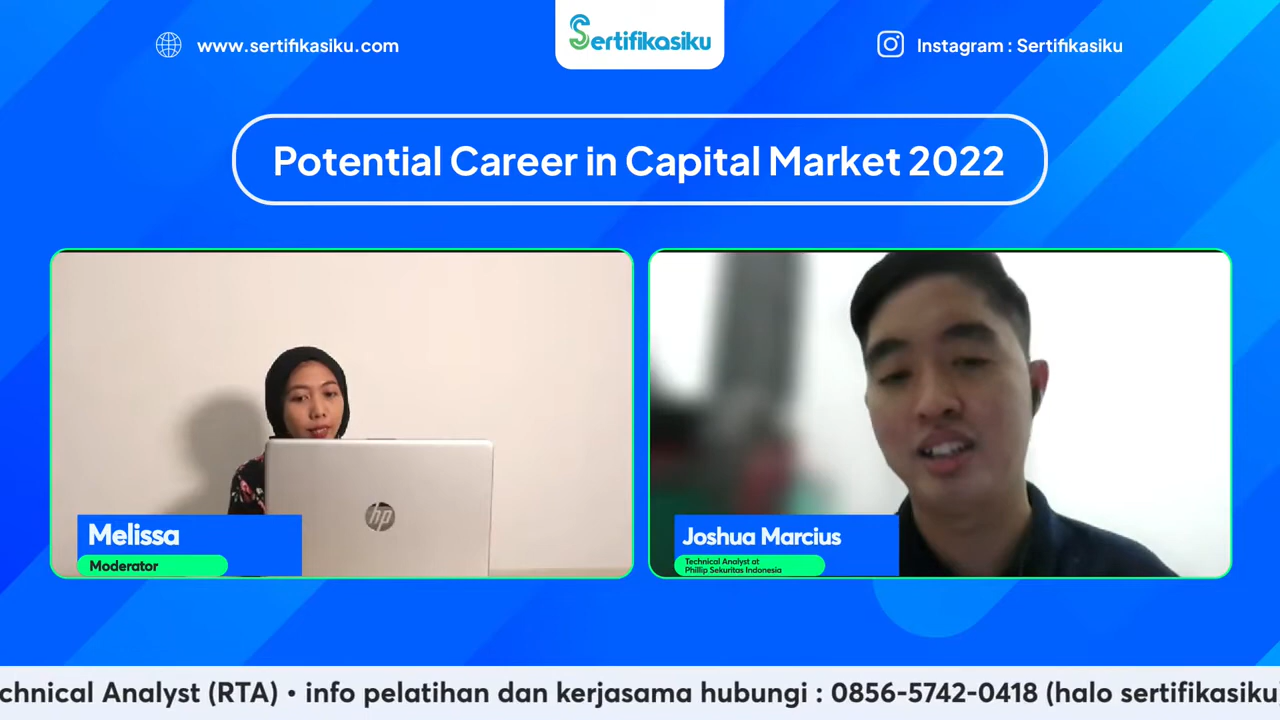 www.sertifikasiku.com
Sertifikasiku
Instagram : Sertifikasiku
Potential Career in Capital Market 2022
hp
Melissa
Moderator
Joshua Marcius
Technical Analyst at
Phillip Sekuritas Indonesia
chnical Analyst (RTA) • info pelatihan dan kerjasama hubungi : 0856-5742-0418 (halo sertifikasiku)